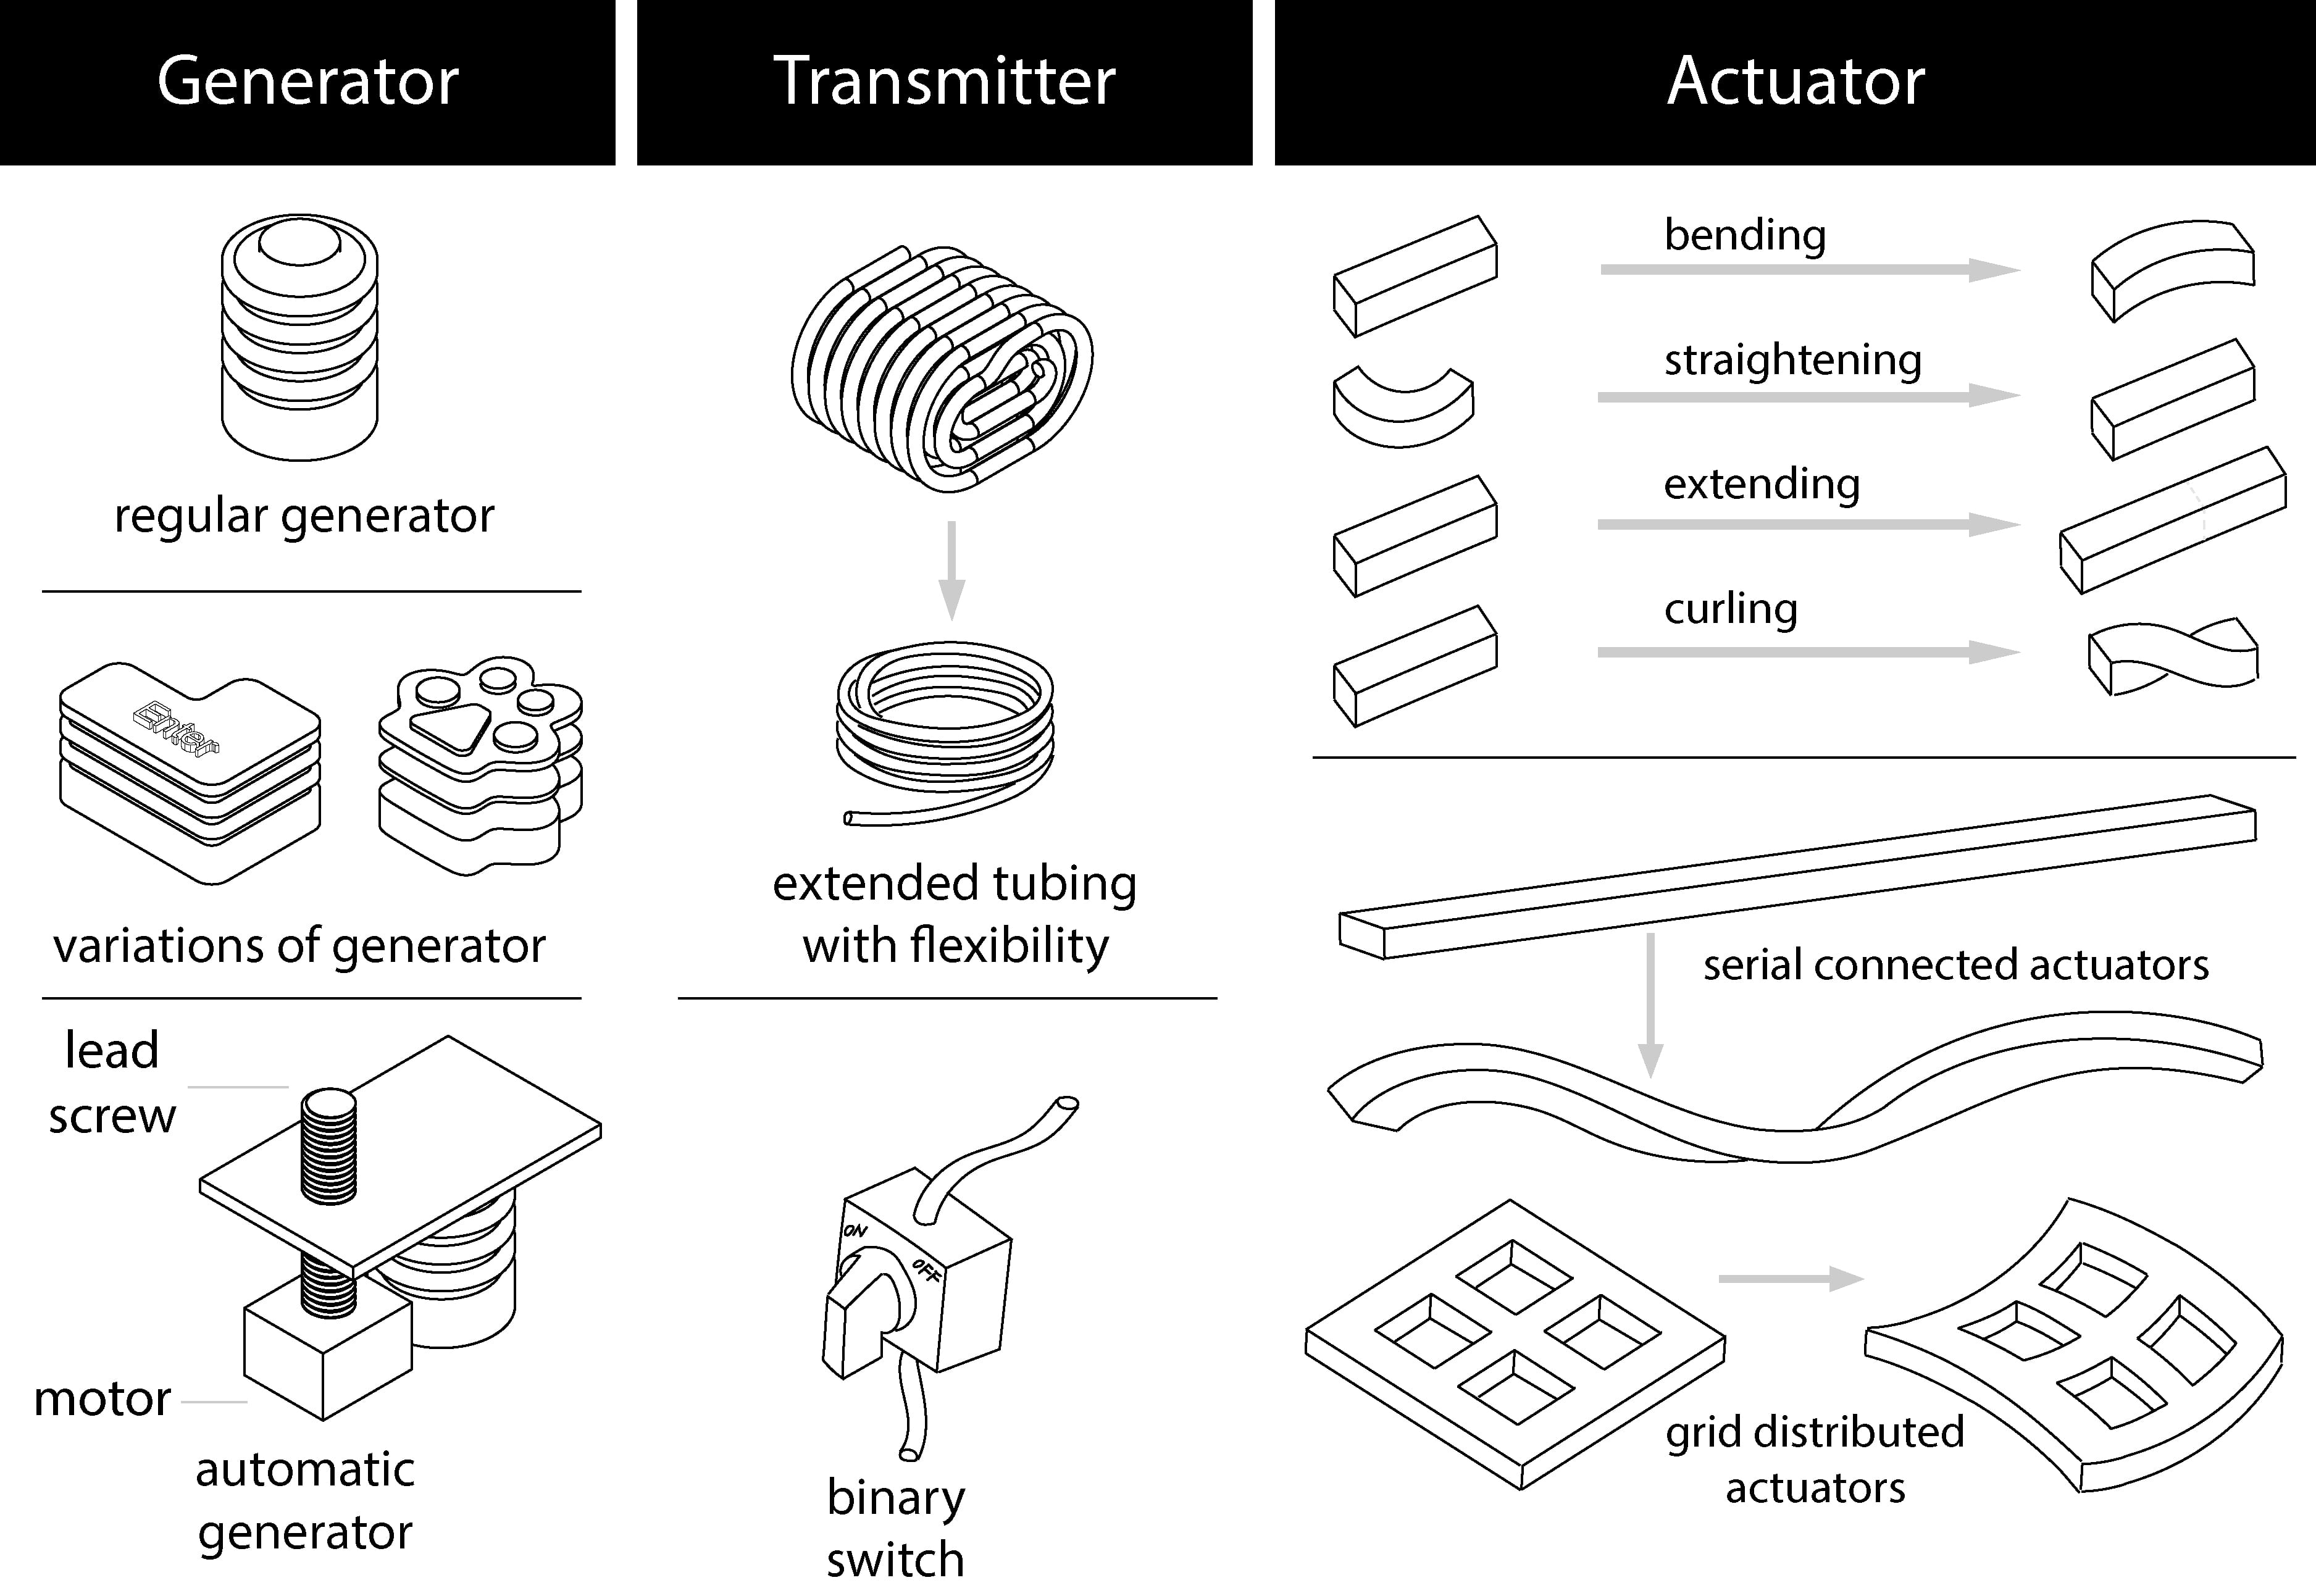 Generator
regular generator
Enter
variations of generator
lead
screw
motor
automatic
generator
Transmitter
extended tubing
with flexibility
ON
OFF
binary
switch
Actuator
bending
straightening
extending
curling
serial connected actuators
grid distributed
actuators